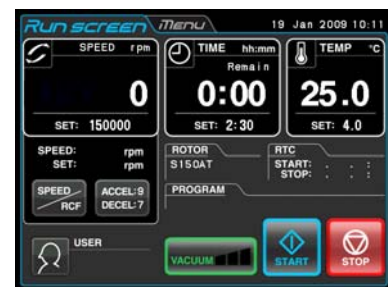 Run screen MENU 19 Jan 2009 10:11
SPEED rpm
0
SET: 150000
TIME hh:mm
Remain
0:00
SET: 2:30
TEMP °C
25.0
SET: 4.0
SPEED: rpm
SET: rpm
SPEED/RCF
ACCEL:9
DECEL:7
ROTOR
S150AT
RTC
START: . . :
STOP: . . :
PROGRAM
USER
VACUUM
START
STOP